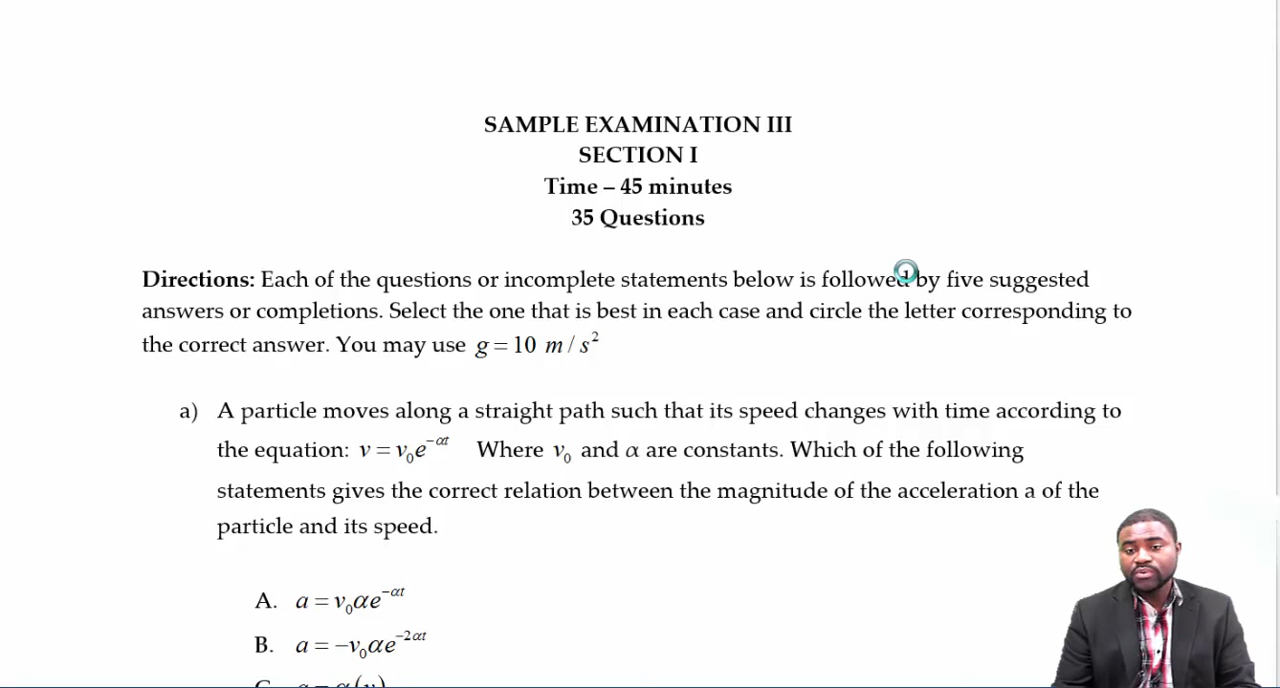 SAMPLE EXAMINATION III
SECTION I
Time – 45 minutes
35 Questions
Directions: Each of the questions or incomplete statements below is followed by five suggested
answers or completions. Select the one that is best in each case and circle the letter corresponding to
the correct answer. You may use g = 10 m / s²
a) A particle moves along a straight path such that its speed changes with time according to
the equation: v = v₀e^(−αt) Where v₀ and α are constants. Which of the following
statements gives the correct relation between the magnitude of the acceleration a of the
particle and its speed.
A. a = v₀αe^(−αt)
B. a = −v₀αe^(−2αt)